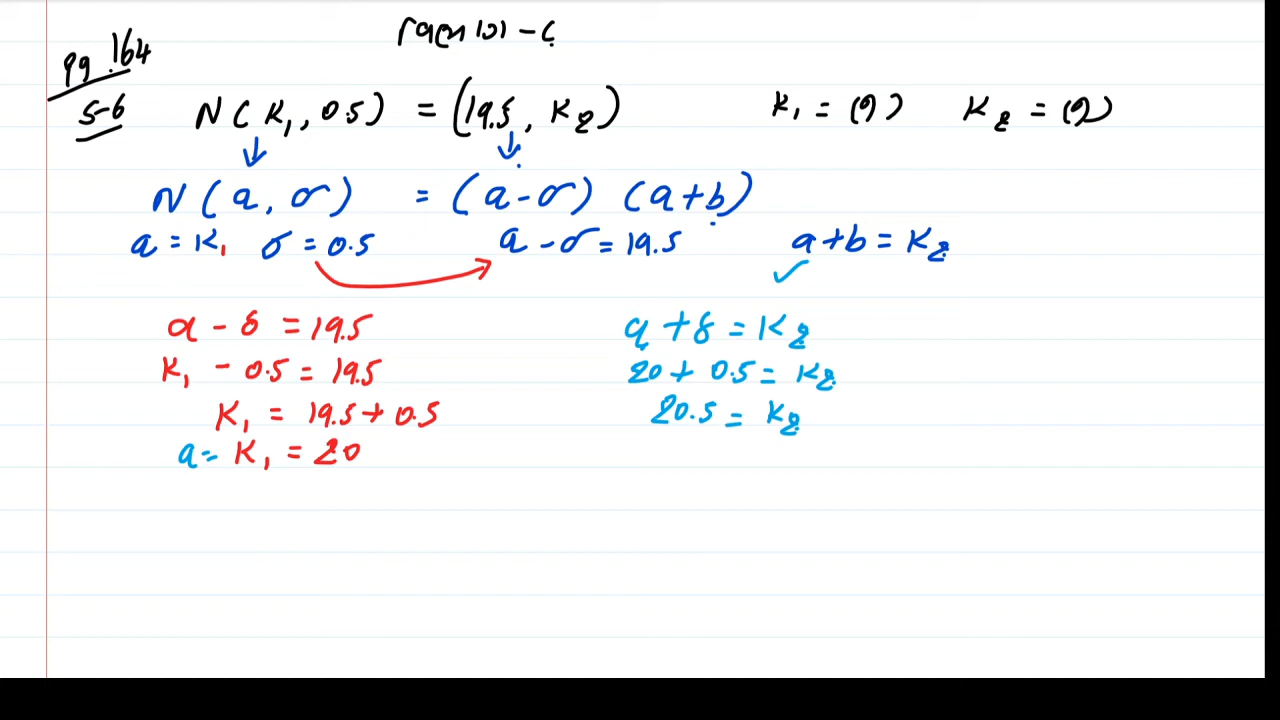 pg 164
5-6 N(K₁, 0.5) = (19.5, K₂) K₁ = (?) K₂ = (?)
N(a, σ) = (a-σ) (a+b)
a = K₁ σ = 0.5 a - σ = 19.5 a+b = K₂
a - δ = 19.5 a + δ = K₂
K₁ - 0.5 = 19.5 20 + 0.5 = K₂
K₁ = 19.5 + 0.5 20.5 = K₂
a = K₁ = 20